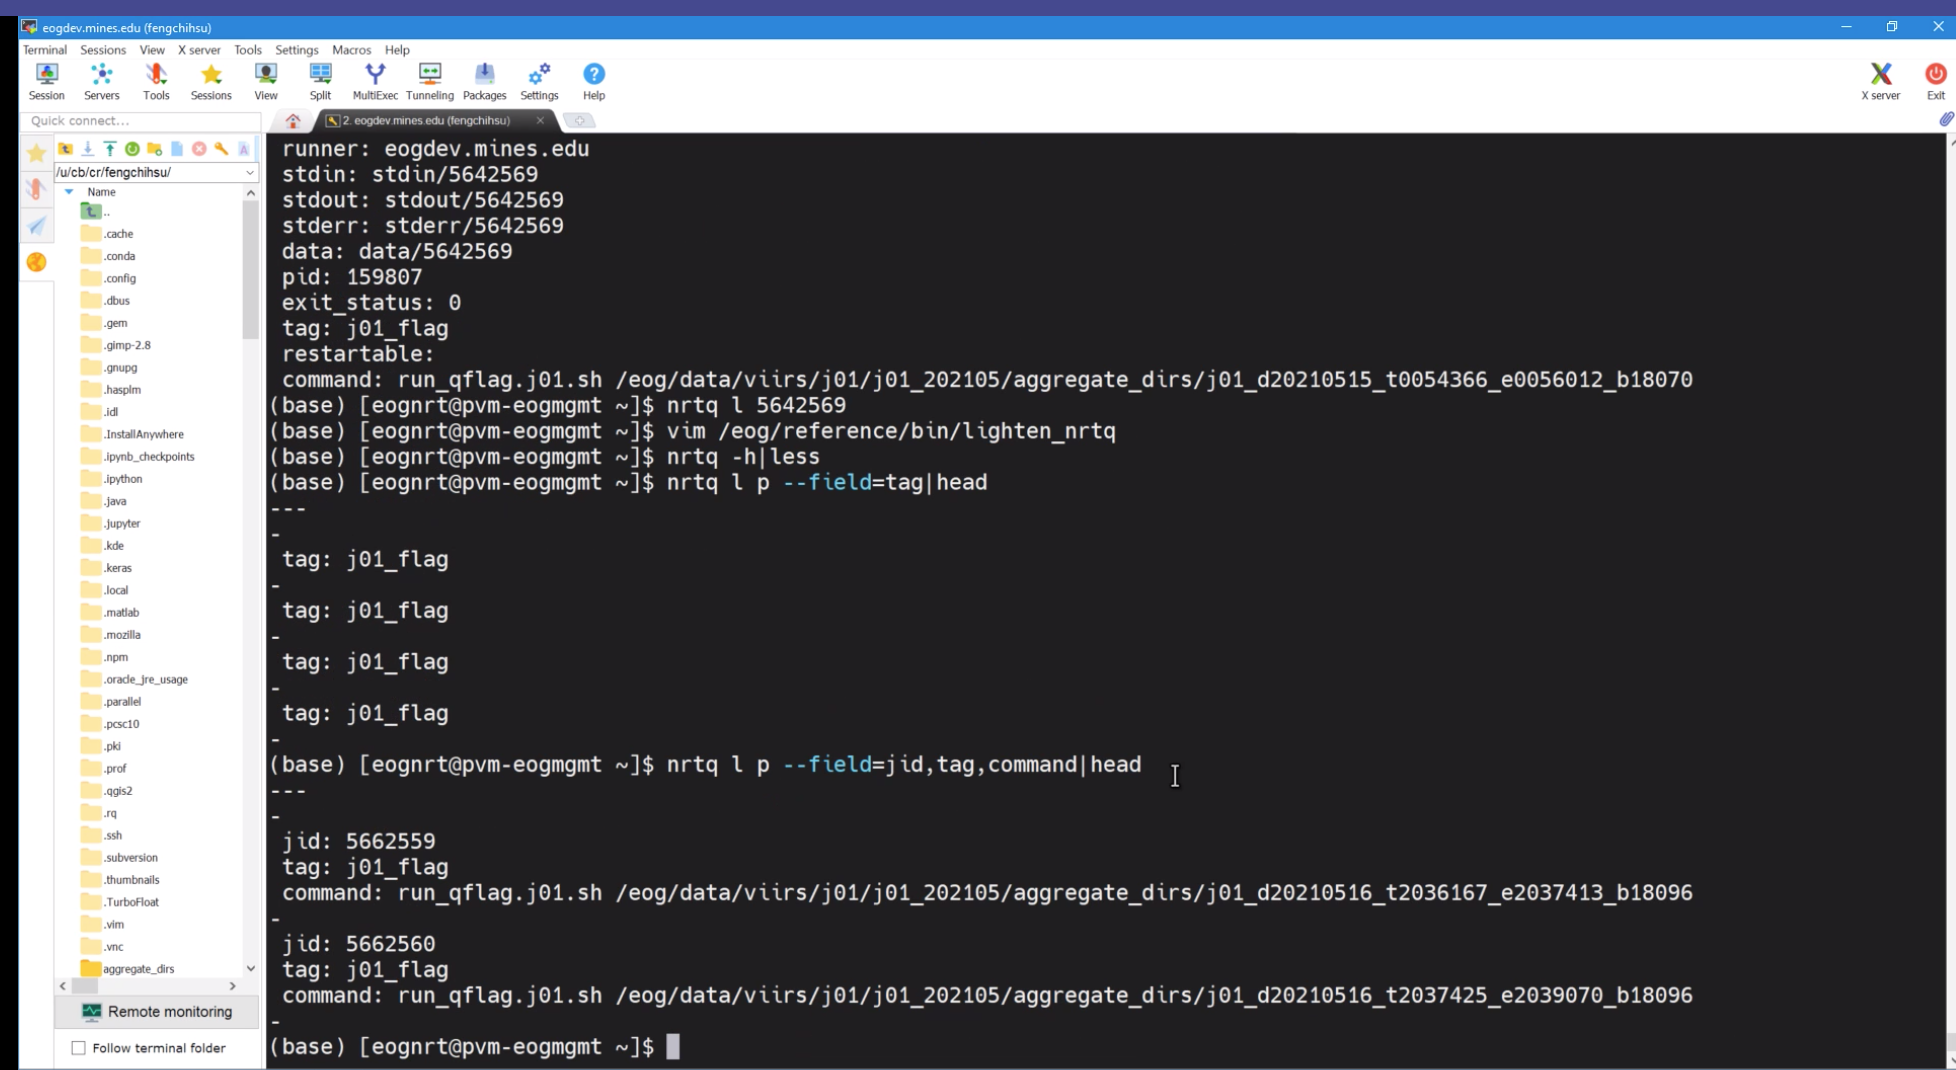 eogdev.mines.edu (fengchihsu)
Terminal Sessions View X server Tools Settings Macros Help
Session Servers Tools Sessions View Split MultiExec Tunneling Packages Settings Help X server Exit
Quick connect...
2. eogdev.mines.edu (fengchihsu)
/u/cb/cr/fengchihsu/
Name
..
.cache
.conda
.config
.dbus
.gem
.gimp-2.8
.gnupg
.hasplm
.idl
.InstallAnywhere
.ipynb_checkpoints
.ipython
.java
.jupyter
.kde
.keras
.local
.matlab
.mozilla
.npm
.oracle_jre_usage
.parallel
.pcsc10
.pki
.prof
.qgis2
.rq
.ssh
.subversion
.thumbnails
.TurboFloat
.vim
.vnc
aggregate_dirs
Remote monitoring
Follow terminal folder
runner: eogdev.mines.edu
stdin: stdin/5642569
stdout: stdout/5642569
stderr: stderr/5642569
data: data/5642569
pid: 159807
exit_status: 0
tag: j01_flag
restartable:
command: run_qflag.j01.sh /eog/data/viirs/j01/j01_202105/aggregate_dirs/j01_d20210515_t0054366_e0056012_b18070
(base) [eognrt@pvm-eogmgmt ~]$ nrtq l 5642569
(base) [eognrt@pvm-eogmgmt ~]$ vim /eog/reference/bin/lighten_nrtq
(base) [eognrt@pvm-eogmgmt ~]$ nrtq -h|less
(base) [eognrt@pvm-eogmgmt ~]$ nrtq l p --field=tag|head
---
-
tag: j01_flag
-
tag: j01_flag
-
tag: j01_flag
-
tag: j01_flag
-
(base) [eognrt@pvm-eogmgmt ~]$ nrtq l p --field=jid,tag,command|head
---
-
jid: 5662559
tag: j01_flag
command: run_qflag.j01.sh /eog/data/viirs/j01/j01_202105/aggregate_dirs/j01_d20210516_t2036167_e2037413_b18096
-
jid: 5662560
tag: j01_flag
command: run_qflag.j01.sh /eog/data/viirs/j01/j01_202105/aggregate_dirs/j01_d20210516_t2037425_e2039070_b18096
-
(base) [eognrt@pvm-eogmgmt ~]$